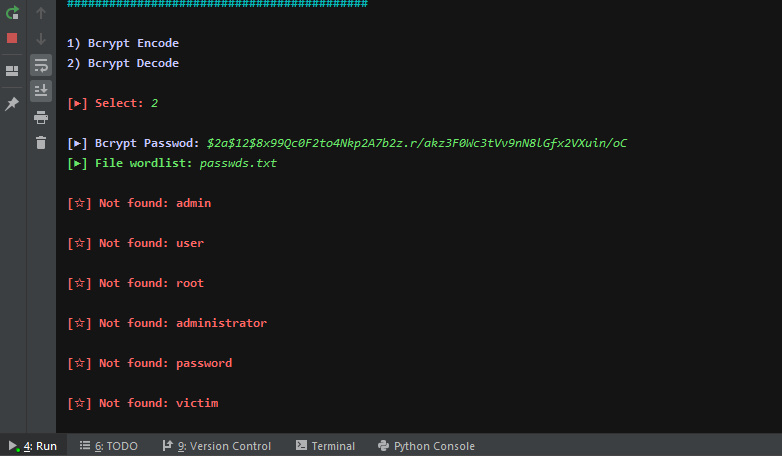 ###########################################
1) Bcrypt Encode
2) Bcrypt Decode
[►] Select: 2
[►] Bcrypt Passwod: $2a$12$8x99Qc0F2to4Nkp2A7b2z.r/akz3F0Wc3tVv9nN8lGfx2VXuin/oC
[►] File wordlist: passwds.txt
[☆] Not found: admin
[☆] Not found: user
[☆] Not found: root
[☆] Not found: administrator
[☆] Not found: password
[☆] Not found: victim
4: Run 6: TODO 9: Version Control Terminal Python Console